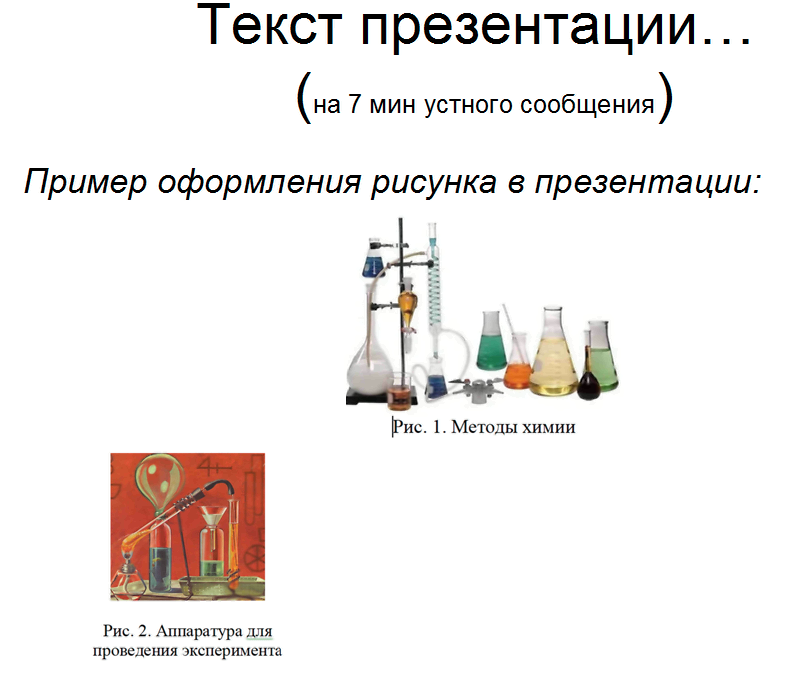 Текст презентации…
(на 7 мин устного сообщения)
Пример оформления рисунка в презентации:
Рис. 1. Методы химии
Рис. 2. Аппаратура для
проведения эксперимента